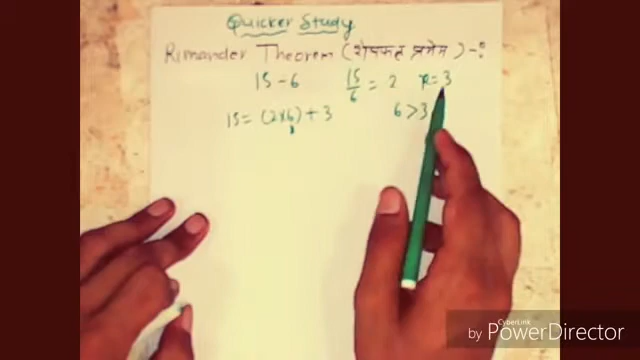 Quicker Study
Rimander Theorem (शेषफल प्रमेय) -:
15 - 6 15/6 = 2 r = 3
15 = (2×6) + 3 6 > 3
by CyberLink PowerDirector